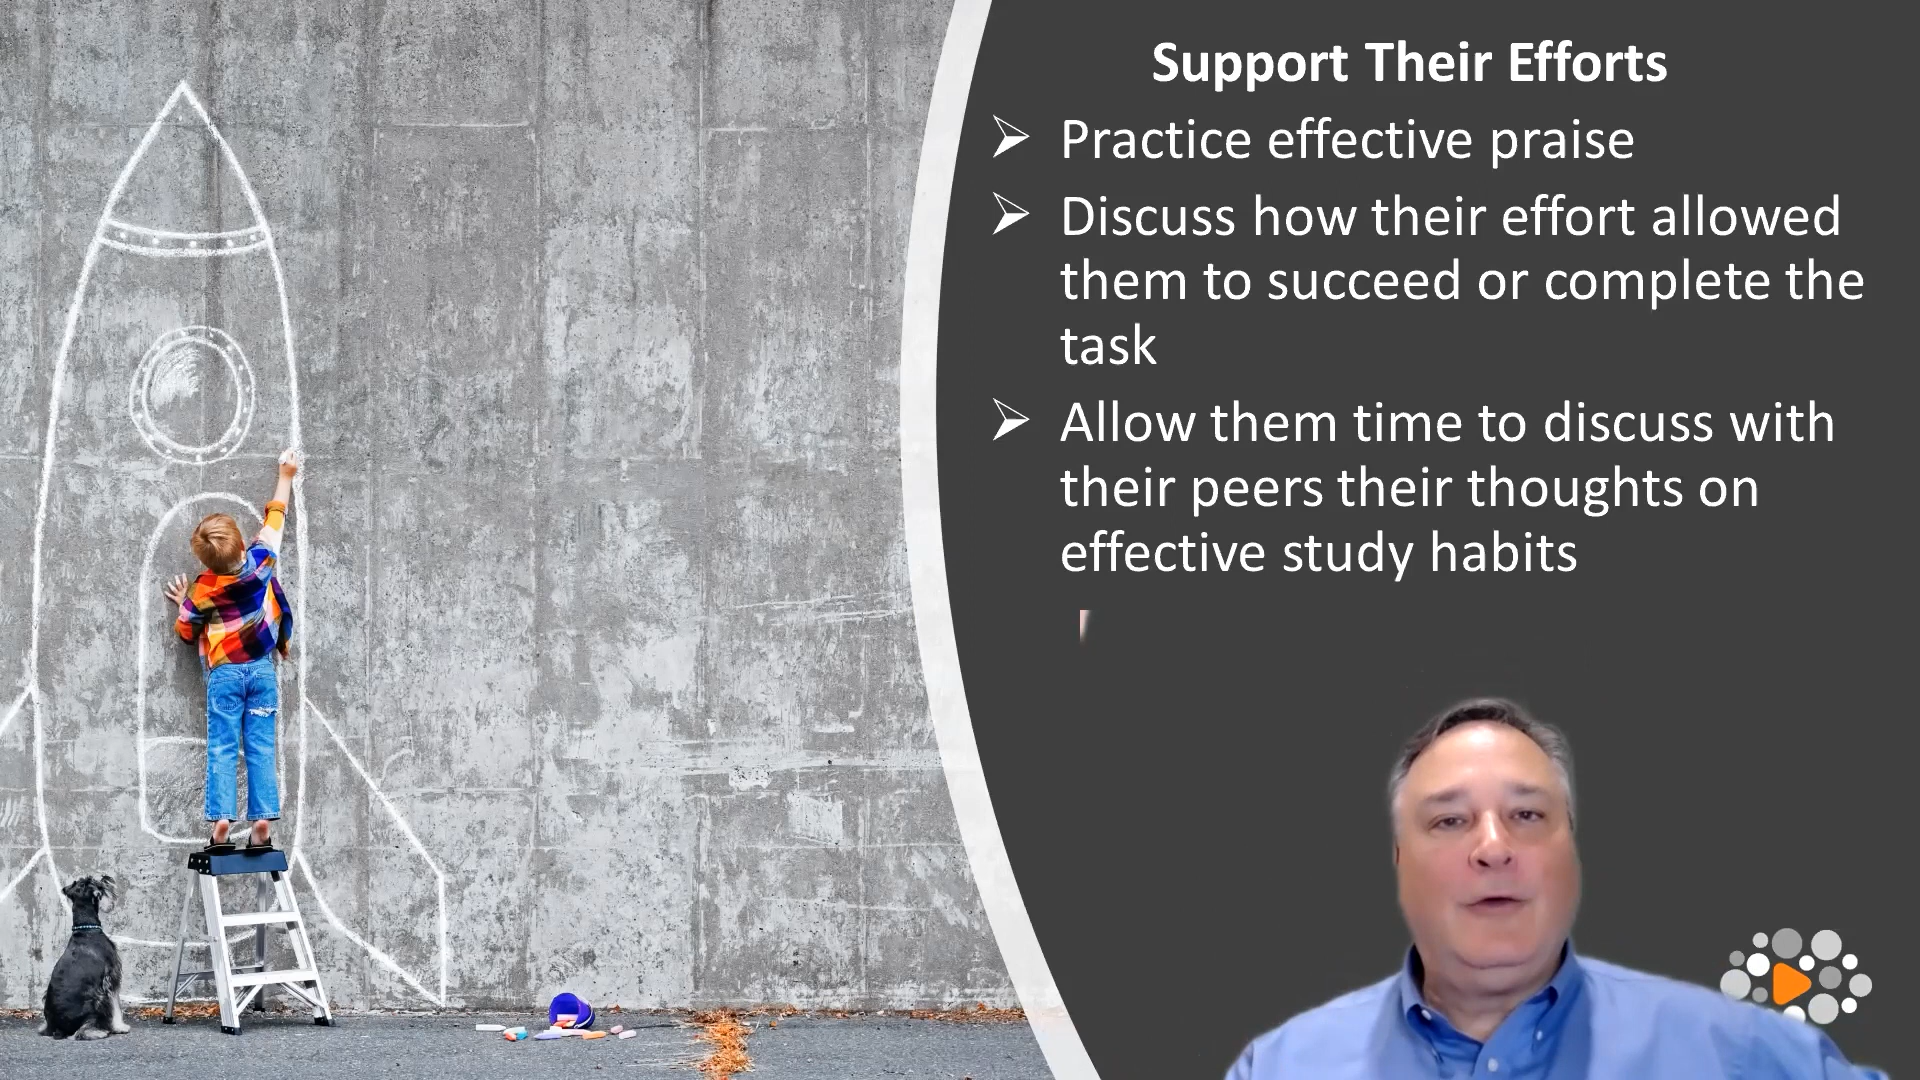 Support Their Efforts
Practice effective praise
Discuss how their effort allowed
them to succeed or complete the
task
Allow them time to discuss with
their peers their thoughts on
effective study habits